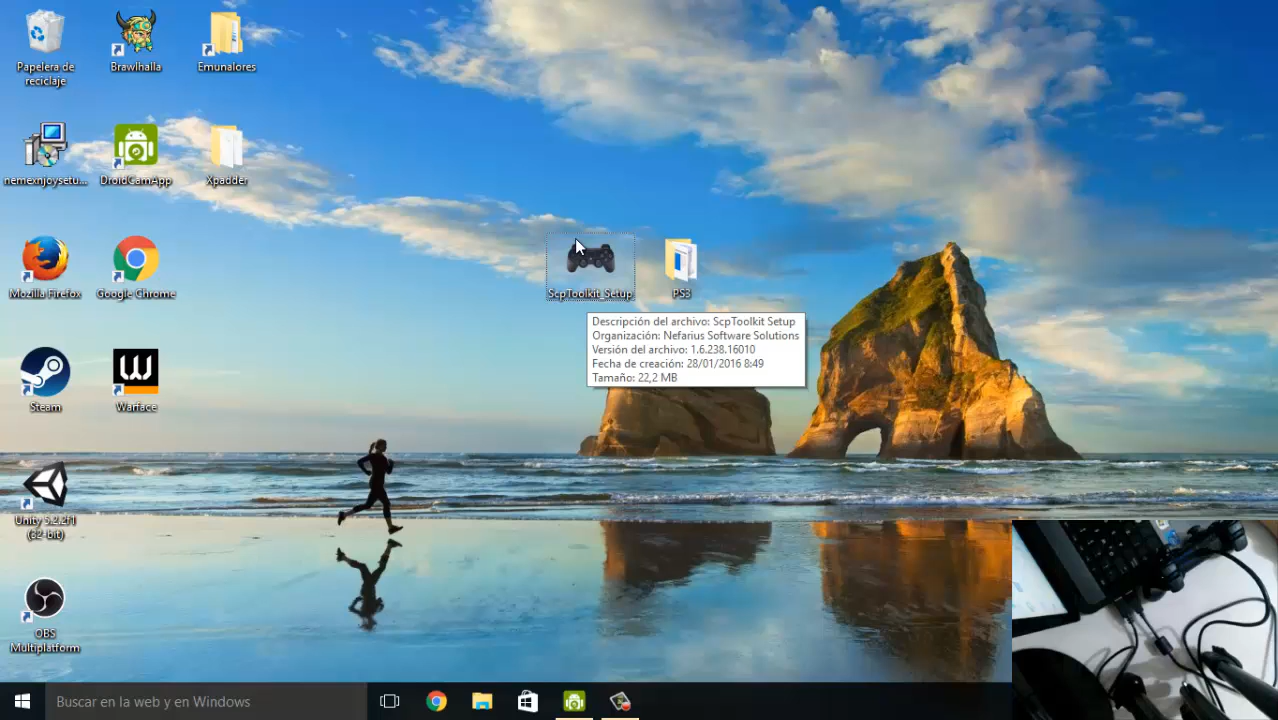 Papelera de
reciclaje
Brawlhalla
Emunalores
nemexnjoysetu...
DroidCamApp
Xpadder
Mozilla Firefox
Google Chrome
ScpToolkit_Setup
PS3
Descripción del archivo: ScpToolkit Setup
Organización: Nefarius Software Solutions
Versión del archivo: 1.6.238.16010
Fecha de creación: 28/01/2016 8:49
Tamaño: 22,2 MB
Steam
Warface
Unity 5.2.2f1
(32-bit)
OBS
Multiplatform
Buscar en la web y en Windows